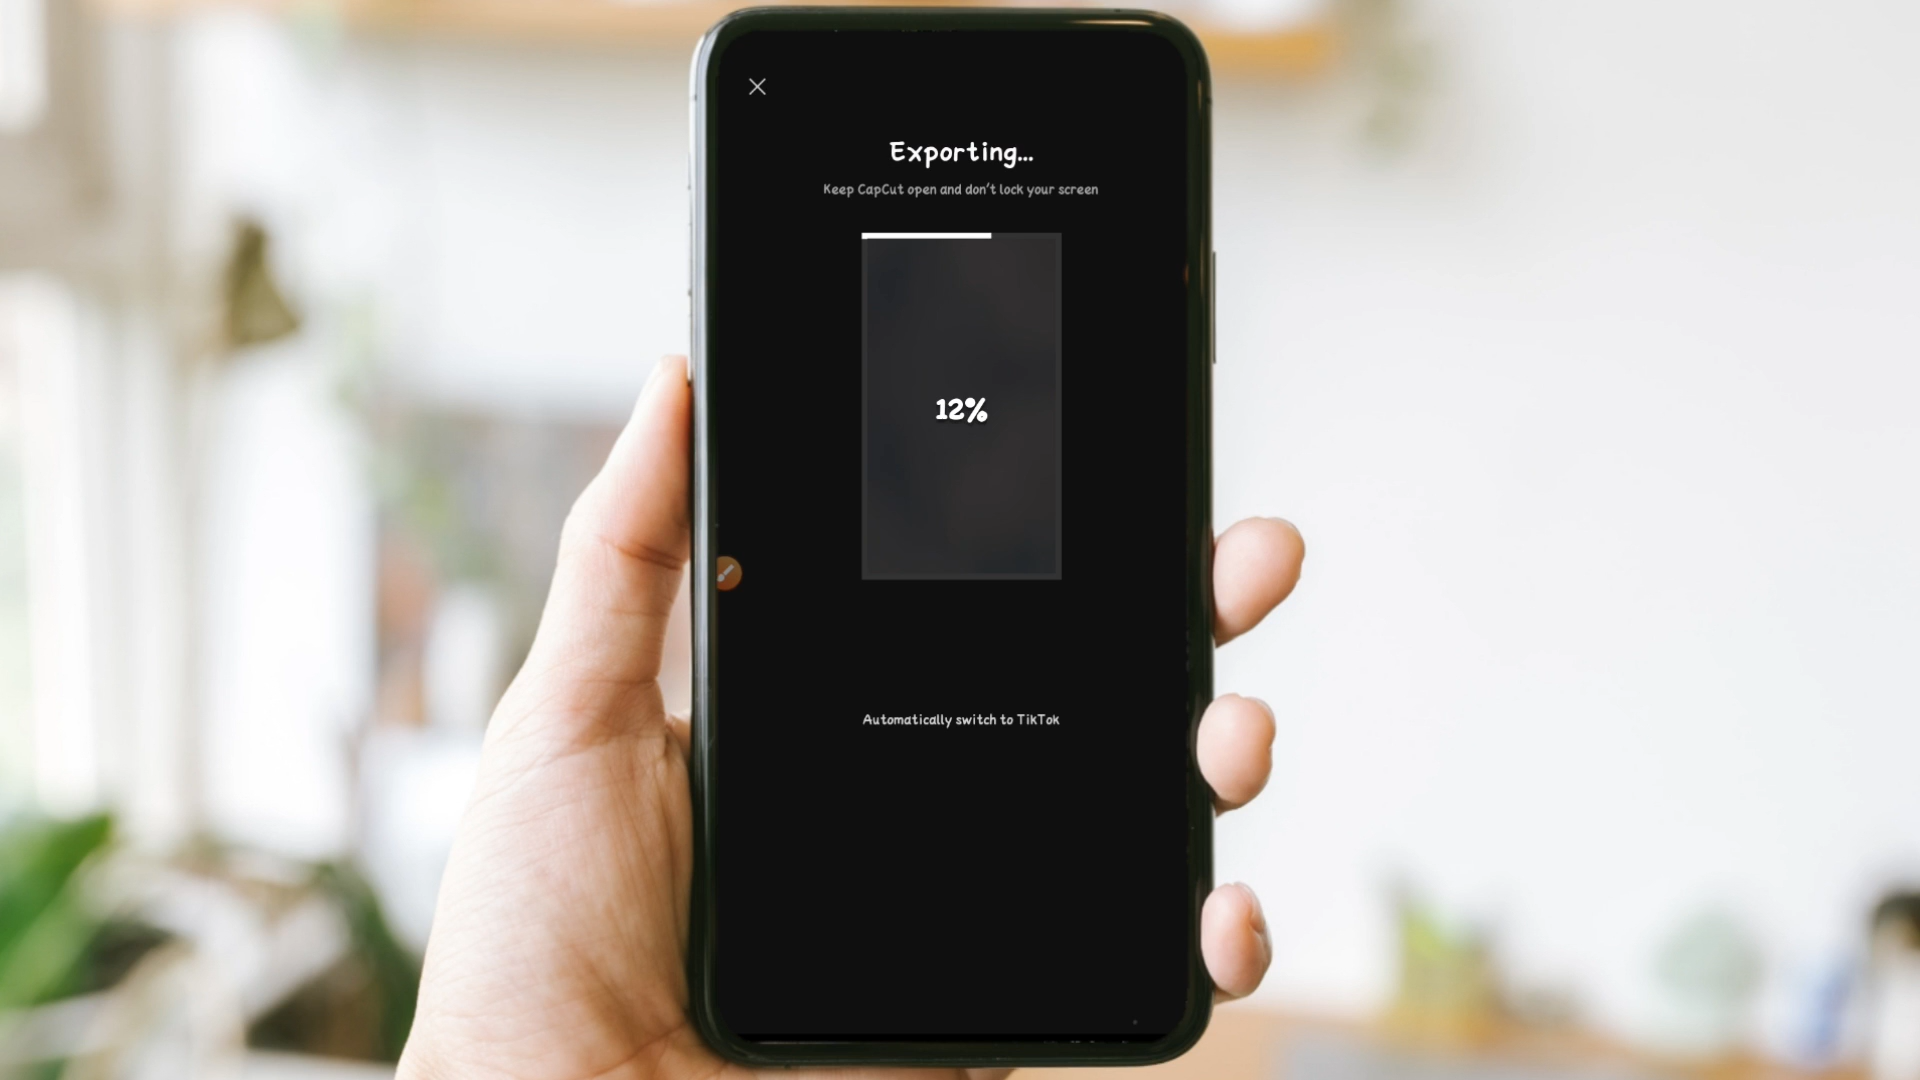 Exporting...
Keep CapCut open and don't lock your screen
12%
Automatically switch to TikTok